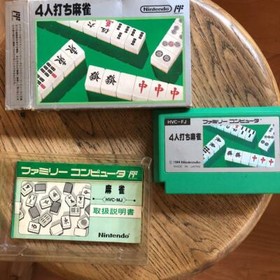 4人打ち麻雀
Nintendo
HVC-FJ
4人打ち麻雀
ファミリー コンピュータ
ファミリー コンピュータ
麻雀
HVC-MJ
取扱説明書
Nintendo